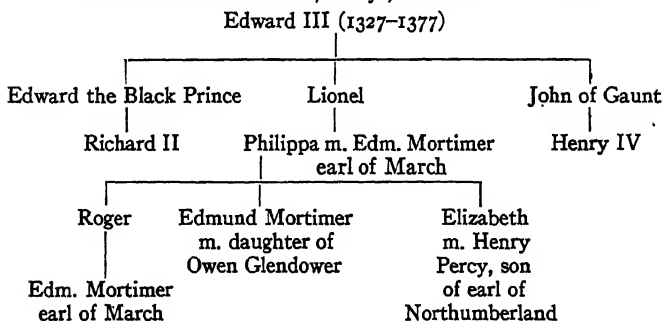 Edward III (1327–1377)
Edward the Black Prince Lionel John of Gaunt
Richard II Philippa m. Edm. Mortimer Henry IV
earl of March
Roger Edmund Mortimer Elizabeth
m. daughter of m. Henry
Owen Glendower Percy, son
Edm. Mortimer of earl of
earl of March Northumberland